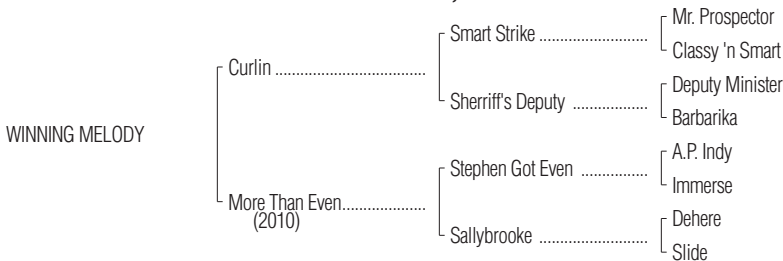 Mr. Prospector
Smart Strike ........................
Classy 'n Smart
Curlin .................................
Deputy Minister
Sherriff's Deputy .................
Barbarika
WINNING MELODY
A.P. Indy
Stephen Got Even ...............
Immerse
More Than Even..................
(2010)
Dehere
Sallybrooke ........................
Slide